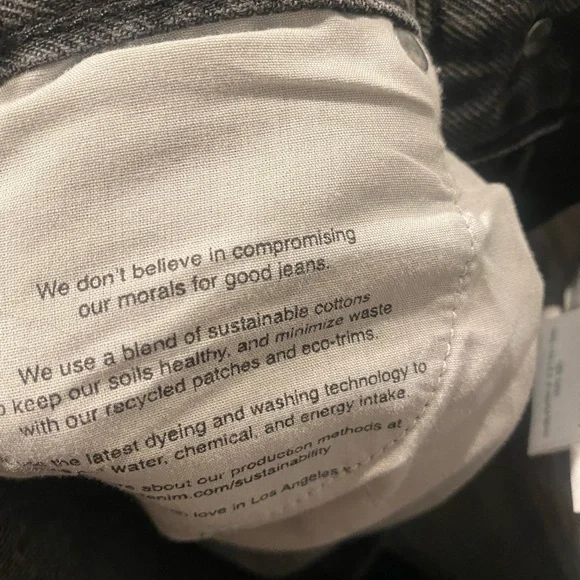 We don't believe in compromising
our morals for good jeans.
We use a blend of sustainable cottons
keep our soils healthy, and minimize waste
with our recycled patches and eco-trims.
the latest dyeing and washing technology to
water, chemical, and energy intake.
about our production methods at
.com/sustainability
love in Los Angeles